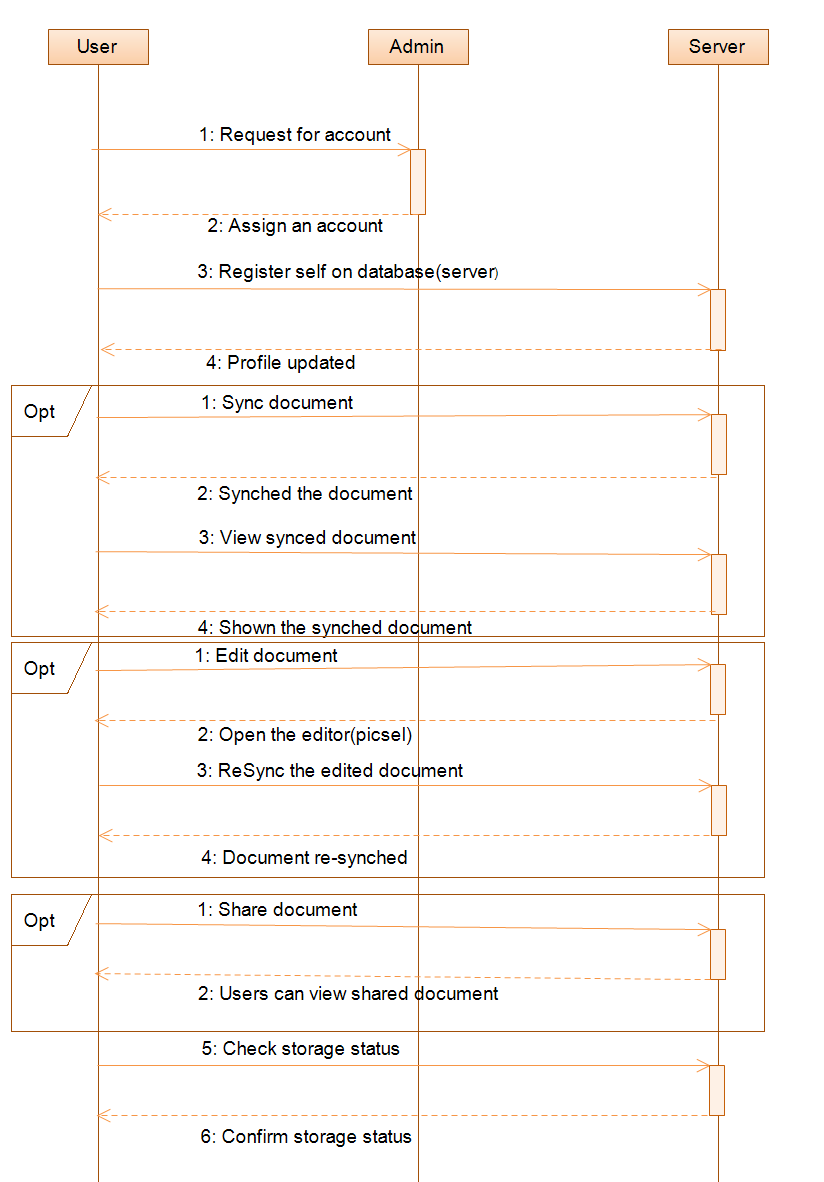 User
Admin
Server
1: Request for account
2: Assign an account
3: Register self on database(server)
4: Profile updated
Opt
1: Sync document
2: Synched the document
3: View synced document
4: Shown the synched document
Opt
1: Edit document
2: Open the editor(picsel)
3: ReSync the edited document
4: Document re-synched
Opt
1: Share document
2: Users can view shared document
5: Check storage status
6: Confirm storage status